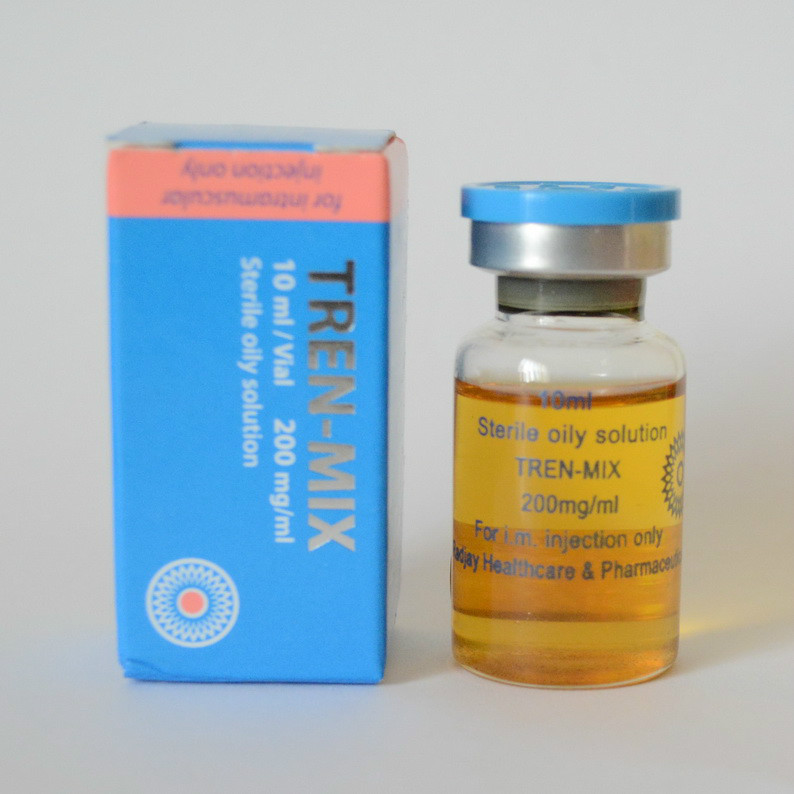 for intramuscular
injection only
TREN-MIX
10 ml / Vial 200 mg/ml
Sterile oily solution
10ml
Sterile oily solution
TREN-MIX
200mg/ml
For i.m. injection only
Healthcare &